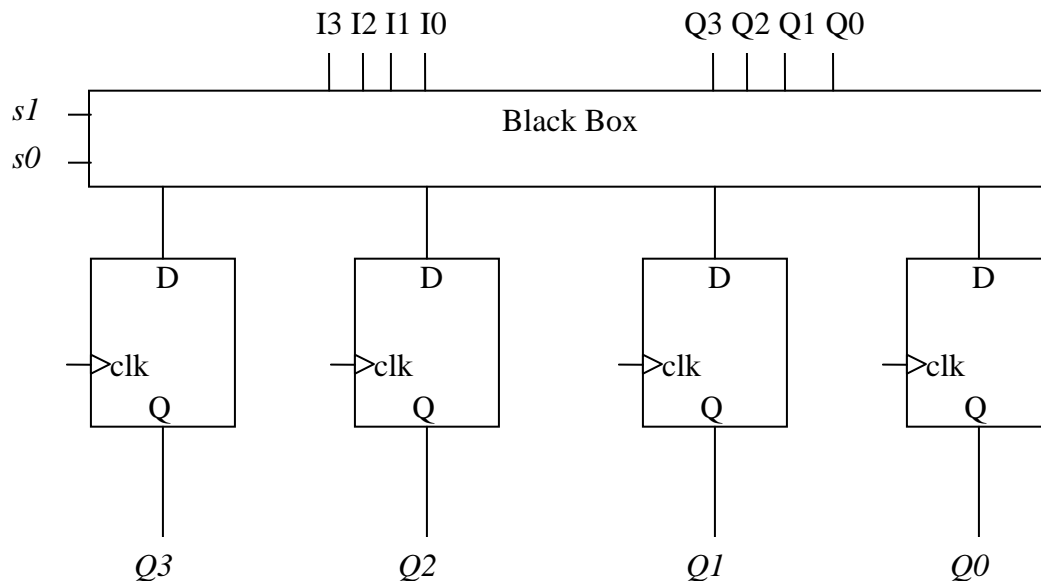 I3 I2 I1 I0 Q3 Q2 Q1 Q0
s1
Black Box
s0
D D D D
clk clk clk clk
Q Q Q Q
Q3 Q2 Q1 Q0